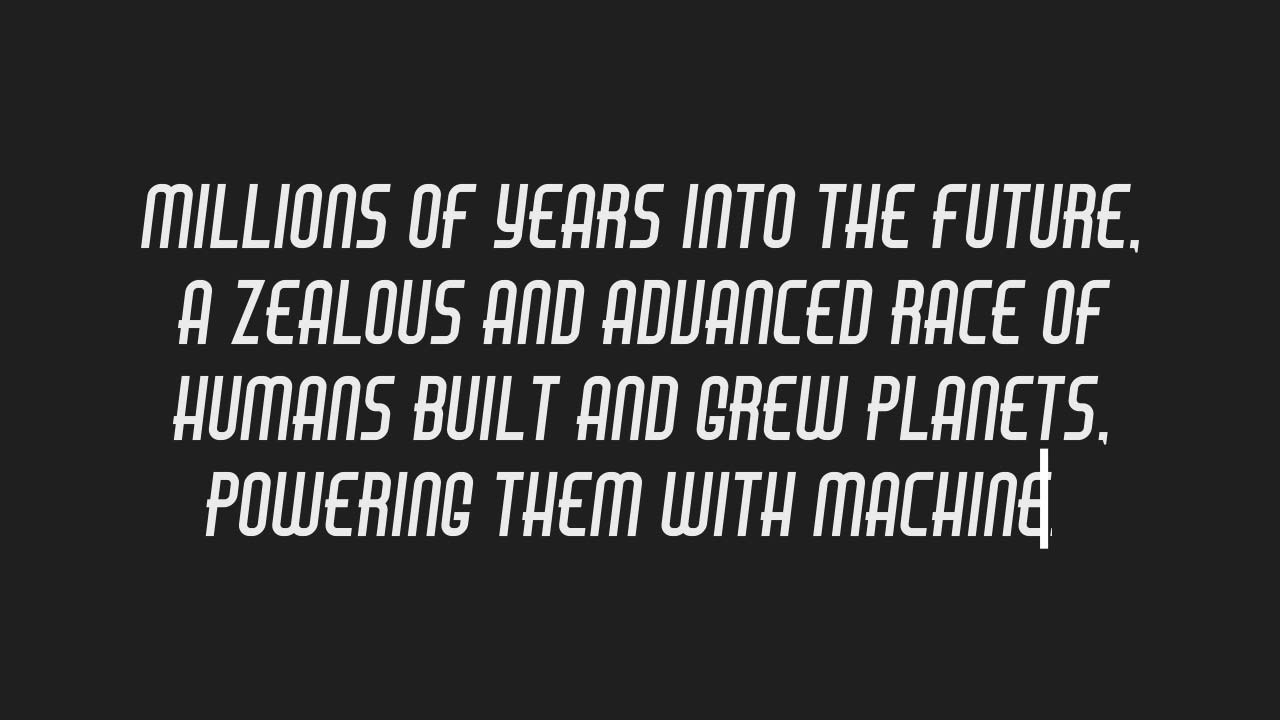 MILLIONS OF YEARS INTO THE FUTURE,
A ZEALOUS AND ADVANCED RACE OF
HUMANS BUILT AND GREW PLANETS,
POWERING THEM WITH MACHINE